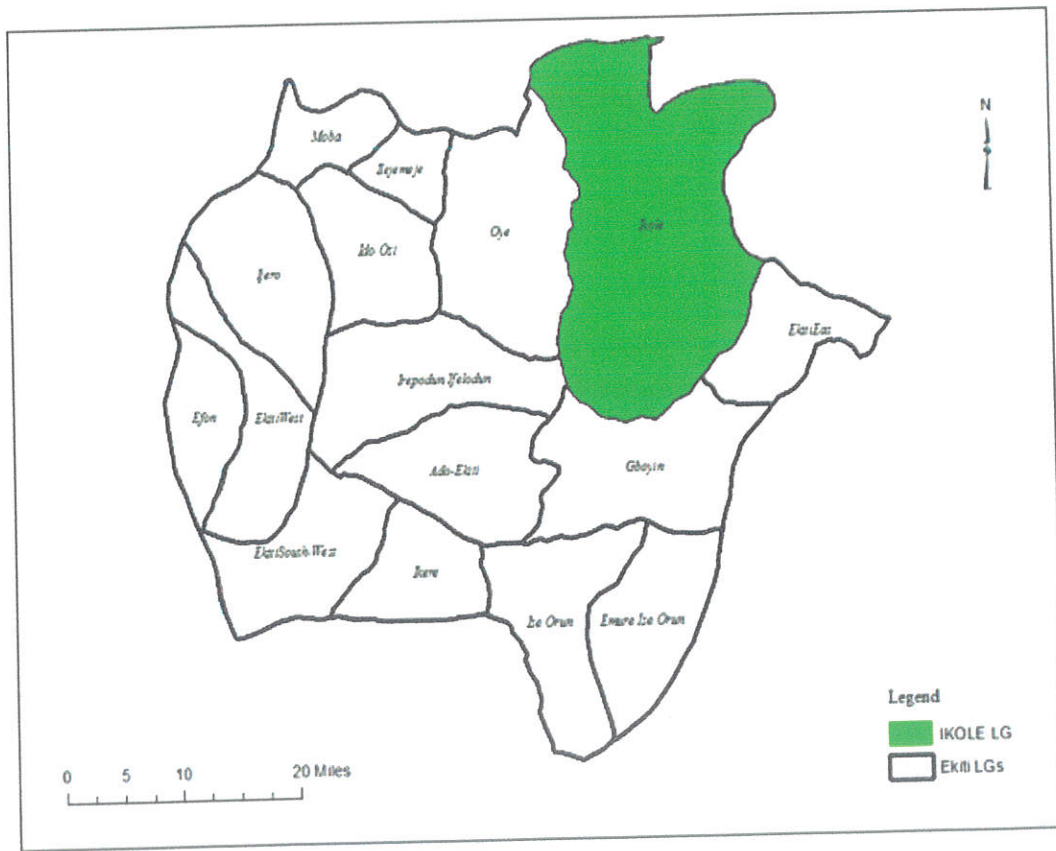 N
Moba
Ilejemeje
Oye
Ikole
Ido-Osi
Ijero
Ekiti East
Irepodun Ifelodun
Efon
Ekiti West
Ado-Ekiti
Gboyin
Ekiti South-West
Ikere
Ise Orun
Emure Ise Orun
Legend
IKOLE LG
Ekiti LGs
0 5 10 20 Miles